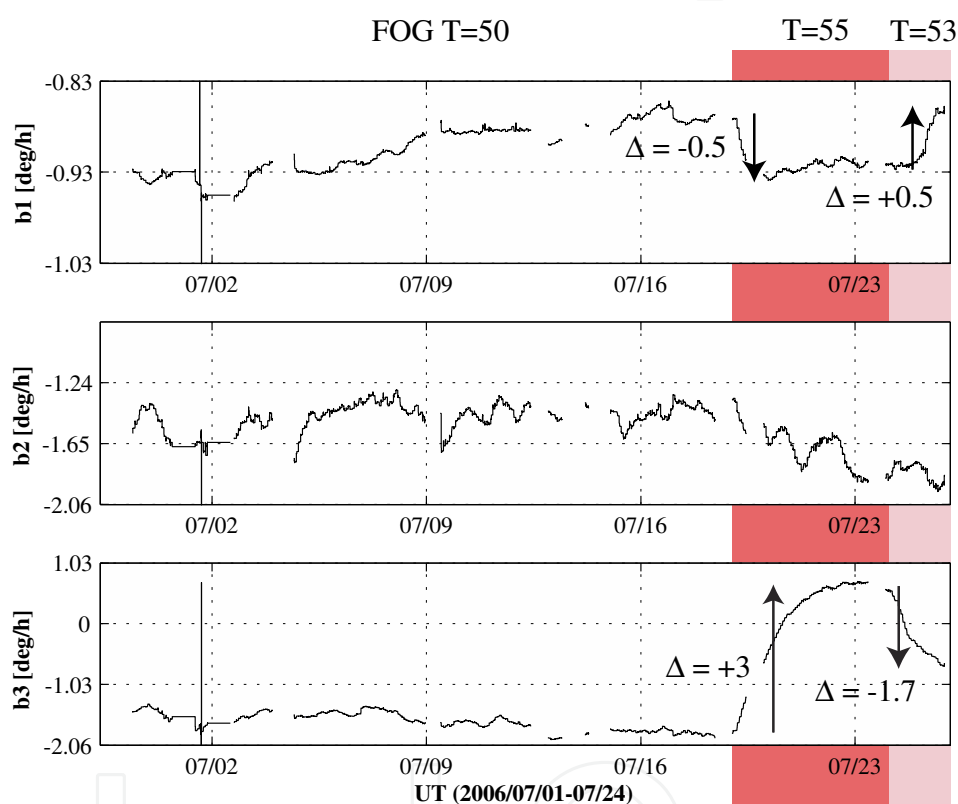 FOG T=50 T=55 T=53
-0.83
-0.93
-1.03
b1 [deg/h]
Δ = -0.5
Δ = +0.5
07/02 07/09 07/16 07/23
-1.24
-1.65
-2.06
b2 [deg/h]
07/02 07/09 07/16 07/23
1.03
0
-1.03
-2.06
b3 [deg/h]
Δ = +3
Δ = -1.7
07/02 07/09 07/16 07/23
UT (2006/07/01-07/24)